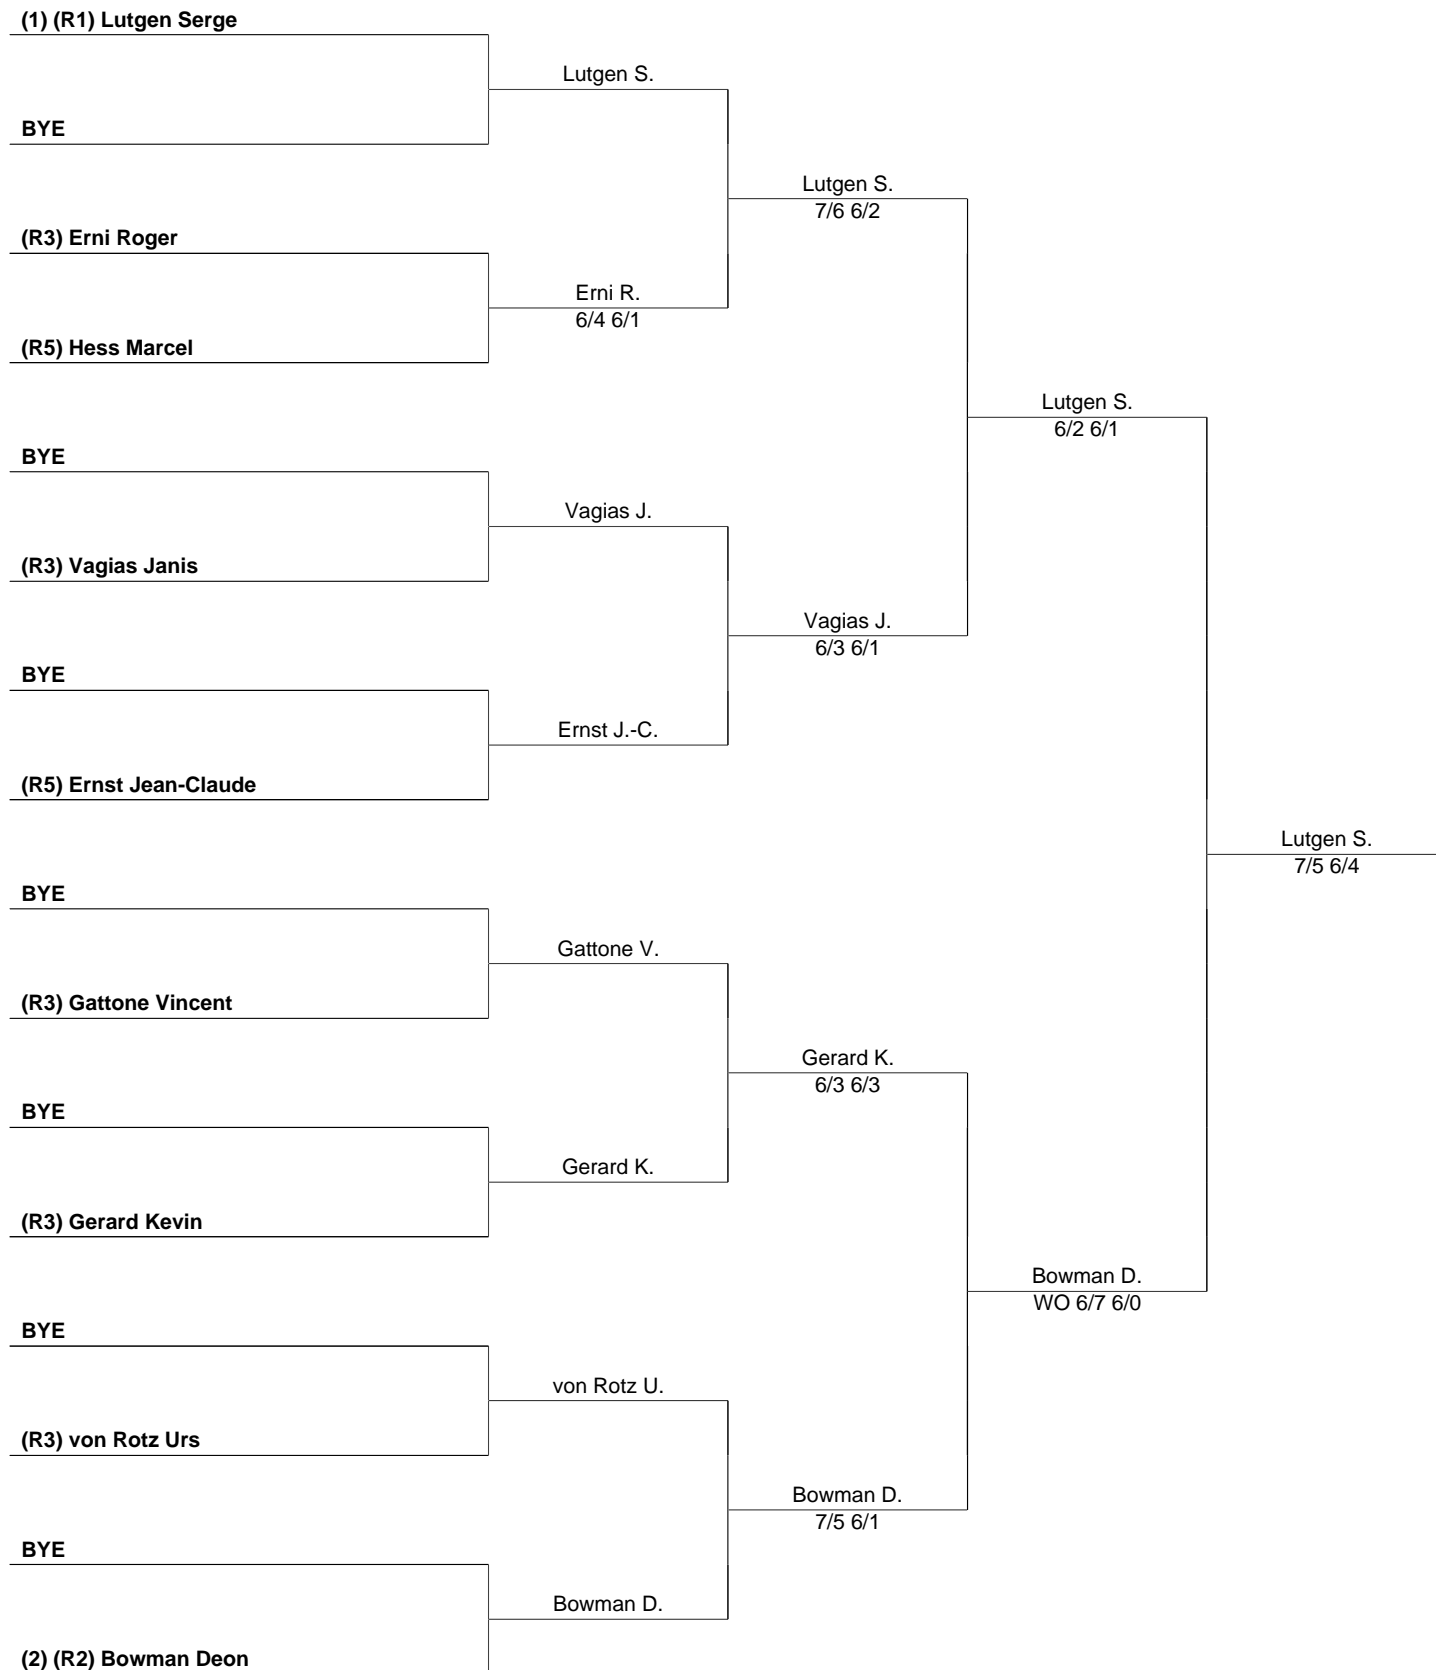 (1) (R1) Lutgen Serge
Lutgen S.
BYE
Lutgen S.
7/6 6/2
(R3) Erni Roger
Erni R.
6/4 6/1
(R5) Hess Marcel
Lutgen S.
6/2 6/1
BYE
Vagias J.
(R3) Vagias Janis
Vagias J.
6/3 6/1
BYE
Ernst J.-C.
(R5) Ernst Jean-Claude
Lutgen S.
7/5 6/4
BYE
Gattone V.
(R3) Gattone Vincent
Gerard K.
6/3 6/3
BYE
Gerard K.
(R3) Gerard Kevin
Bowman D.
WO 6/7 6/0
BYE
von Rotz U.
(R3) von Rotz Urs
Bowman D.
7/5 6/1
BYE
Bowman D.
(2) (R2) Bowman Deon